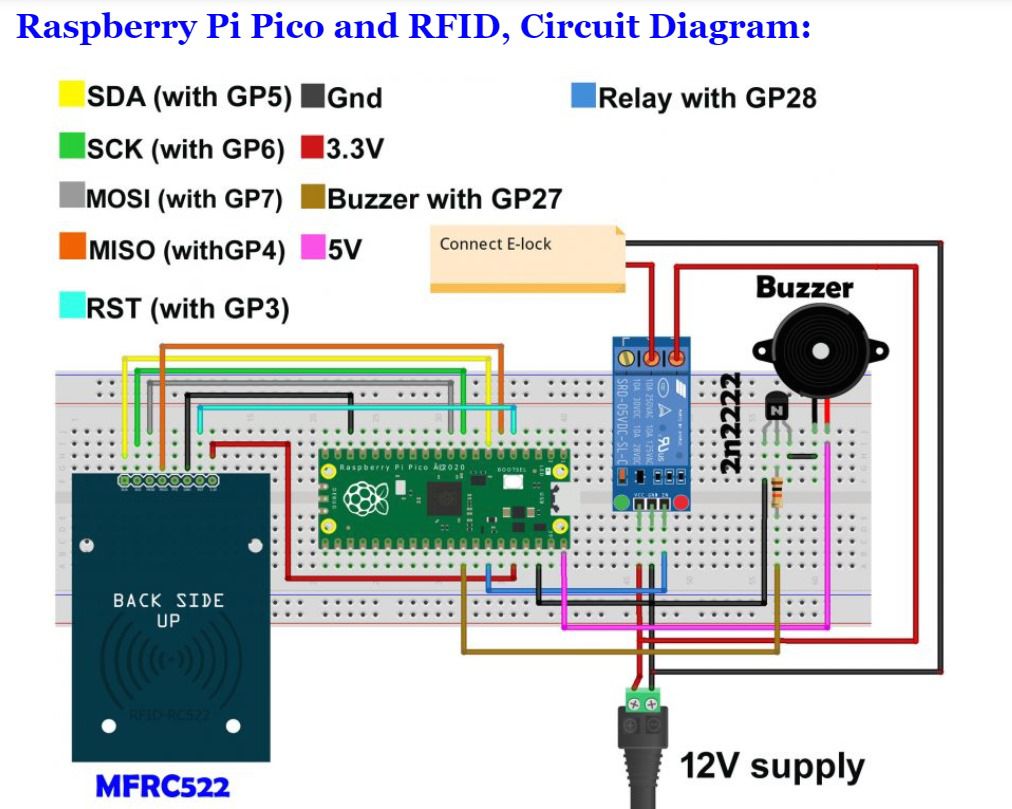 Raspberry Pi Pico and RFID, Circuit Diagram:
SDA (with GP5) Gnd Relay with GP28
SCK (with GP6) 3.3V
MOSI (with GP7) Buzzer with GP27
MISO (withGP4) 5V
RST (with GP3)
Connect E-lock
Buzzer
2n2222
N
SRD-05VDC-SL-C
10A 250VAC 10A 125VAC
10A 30VDC 10A 28VDC
VCC GND IN
Raspberry Pi Pico
2020
BOOTSEL
BACK SIDE
UP
RFID-RC522
MFRC522
12V supply